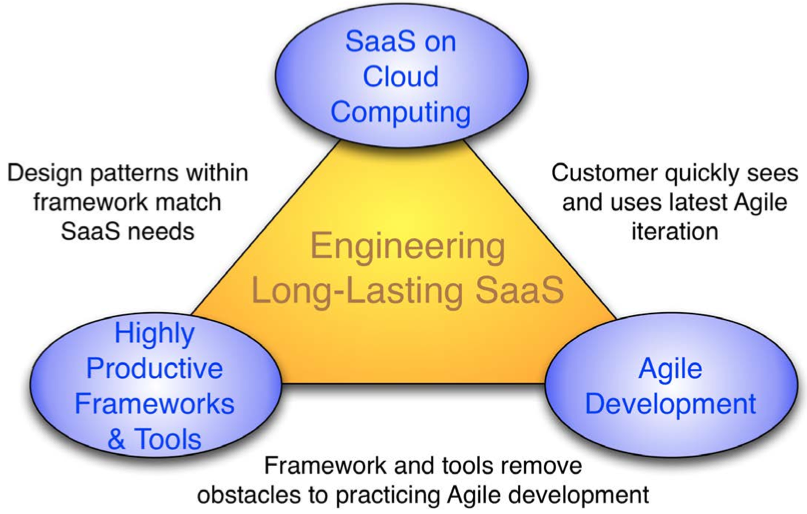 SaaS on
Cloud
Computing
Design patterns within
framework match
SaaS needs
Customer quickly sees
and uses latest Agile
iteration
Engineering
Long-Lasting SaaS
Highly
Productive
Frameworks
& Tools
Agile
Development
Framework and tools remove
obstacles to practicing Agile development